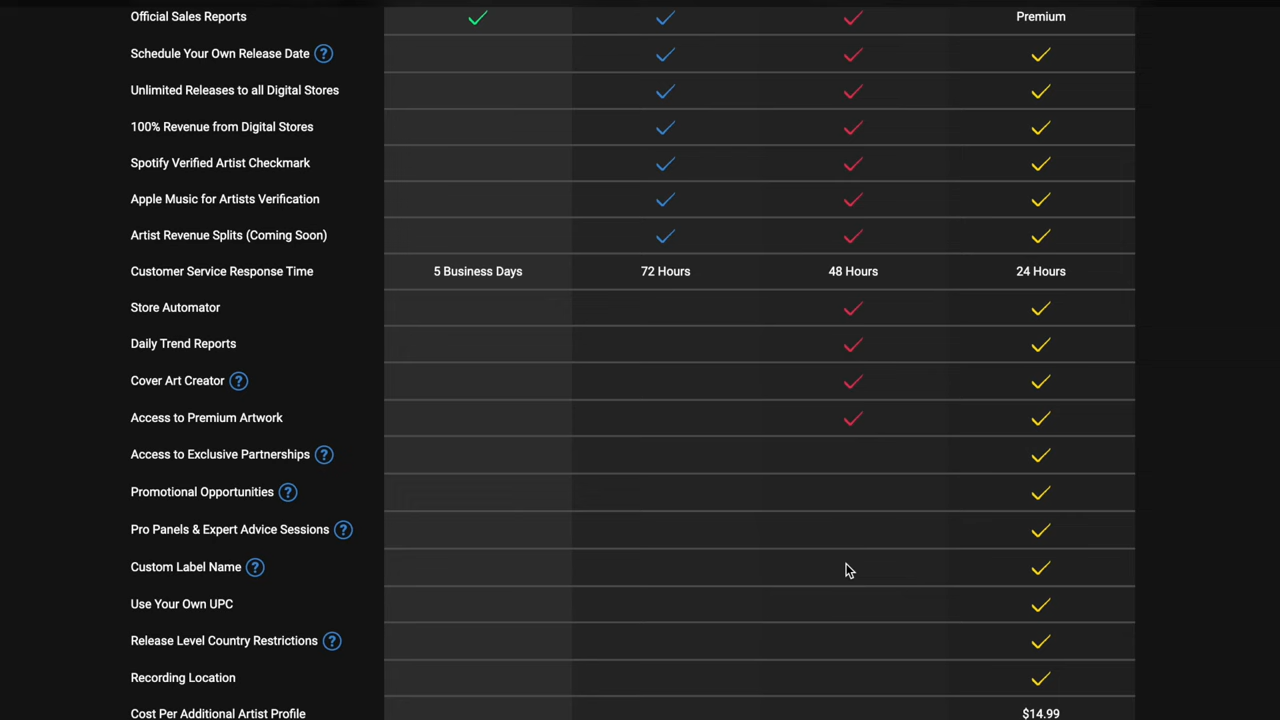 Official Sales Reports Premium
Schedule Your Own Release Date ?
Unlimited Releases to all Digital Stores
100% Revenue from Digital Stores
Spotify Verified Artist Checkmark
Apple Music for Artists Verification
Artist Revenue Splits (Coming Soon)
Customer Service Response Time 5 Business Days 72 Hours 48 Hours 24 Hours
Store Automator
Daily Trend Reports
Cover Art Creator ?
Access to Premium Artwork
Access to Exclusive Partnerships ?
Promotional Opportunities ?
Pro Panels & Expert Advice Sessions ?
Custom Label Name ?
Use Your Own UPC
Release Level Country Restrictions ?
Recording Location
Cost Per Additional Artist Profile $14.99